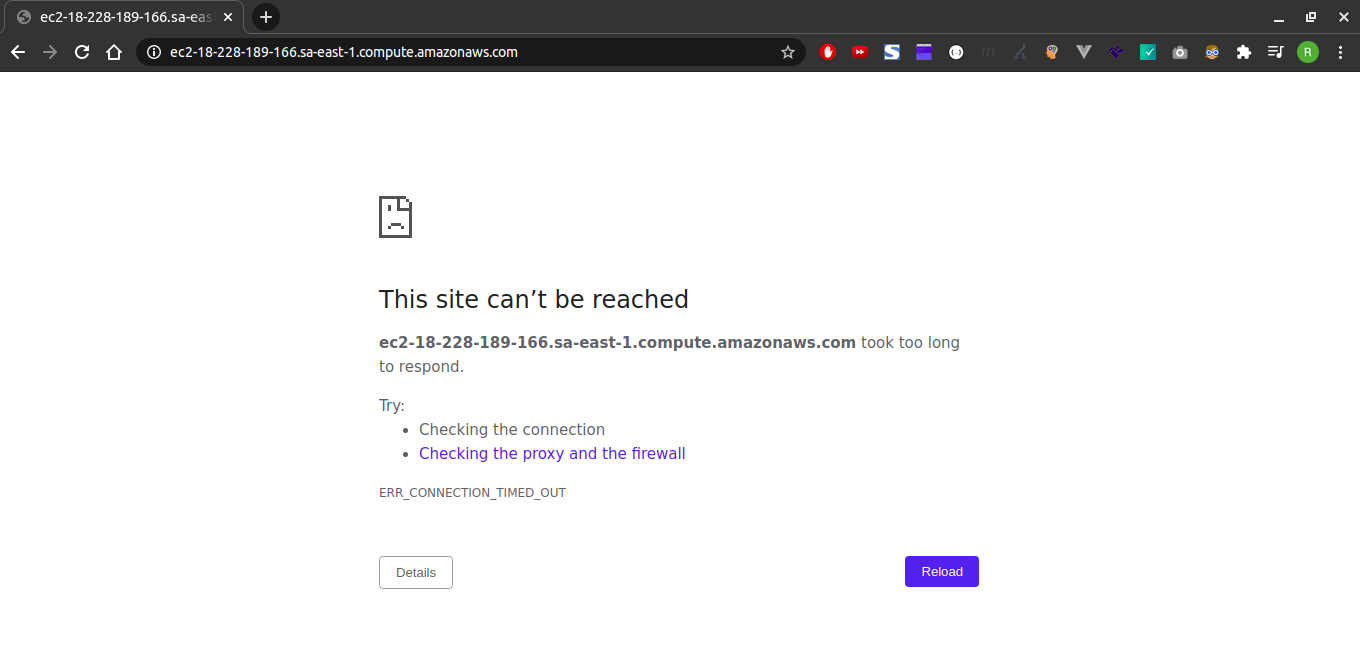 ec2-18-228-189-166.sa-eas
ec2-18-228-189-166.sa-east-1.compute.amazonaws.com
m
R
This site can’t be reached
ec2-18-228-189-166.sa-east-1.compute.amazonaws.com took too long
to respond.
Try:
• Checking the connection
• Checking the proxy and the firewall
ERR_CONNECTION_TIMED_OUT
Details
Reload